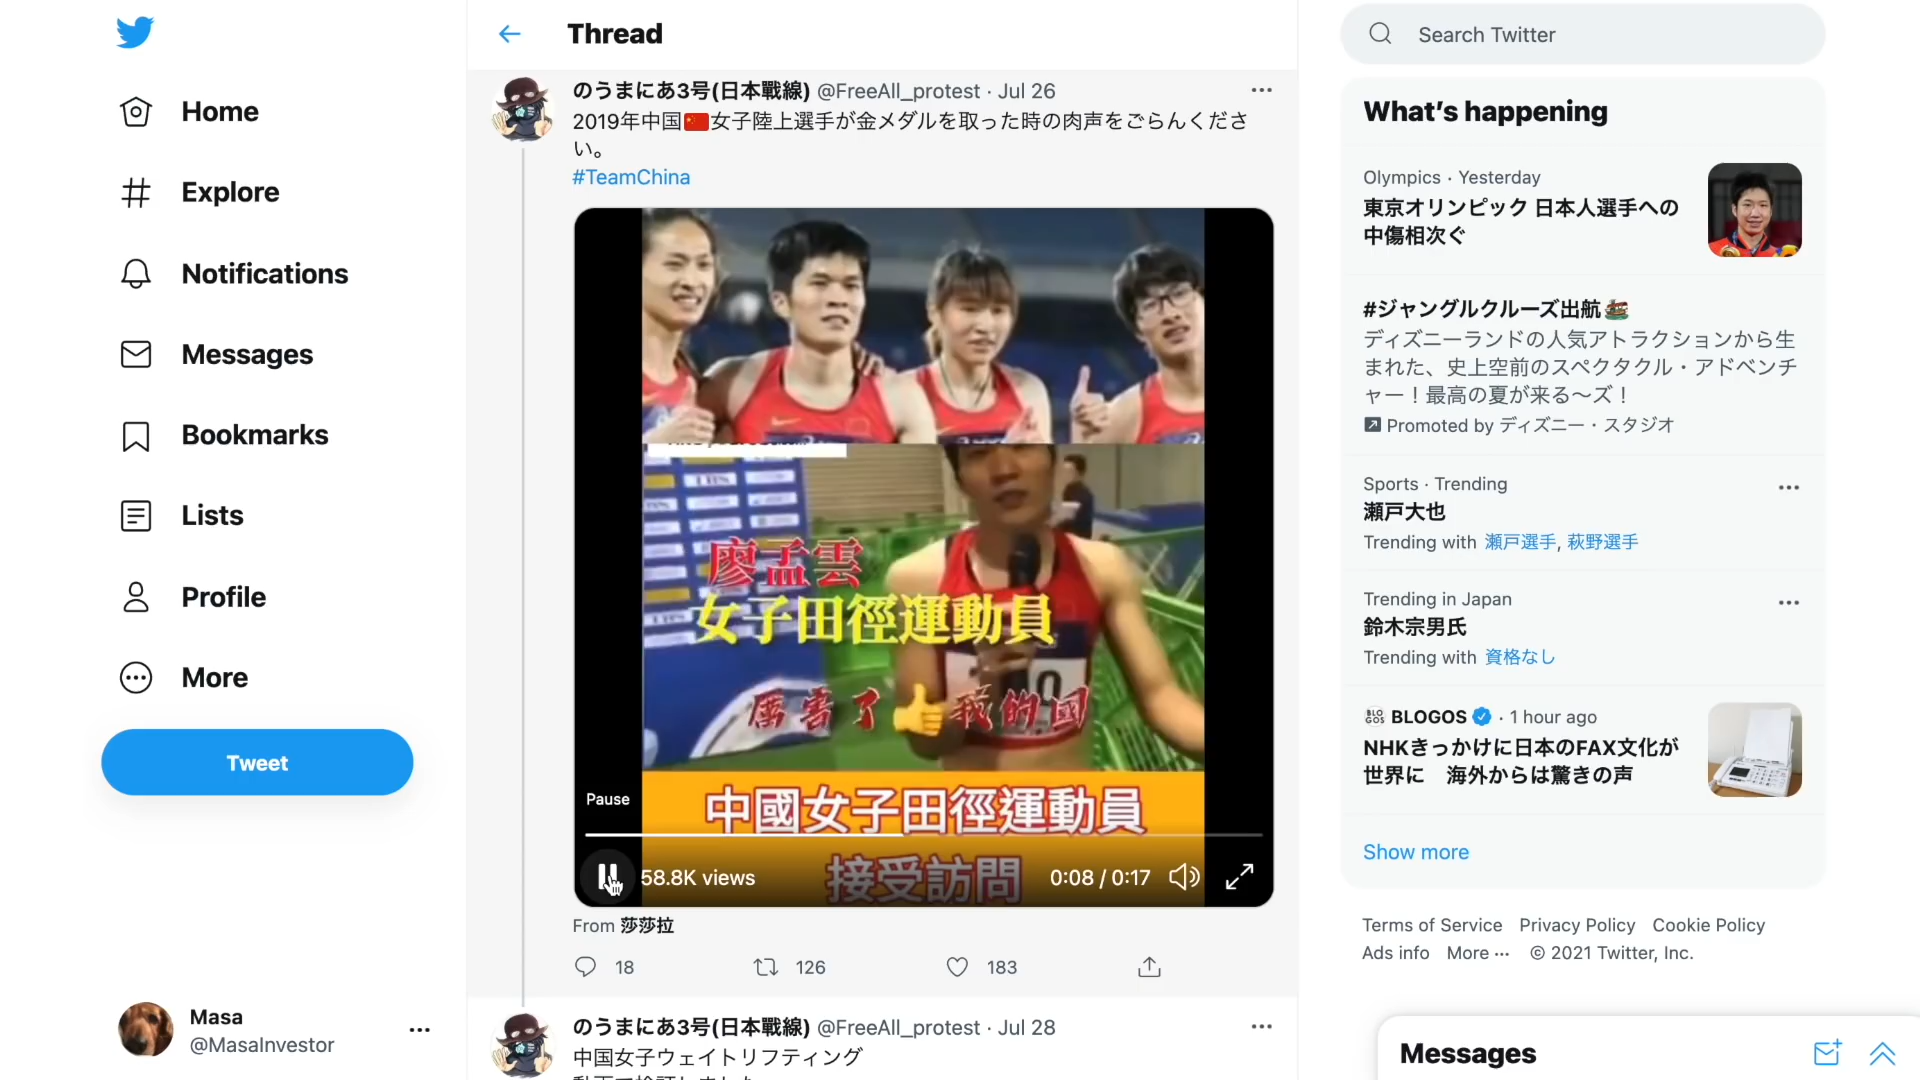 Home
Explore
Notifications
Messages
Bookmarks
Lists
Profile
More
Tweet
Masa
@MasaInvestor
Thread
のうまにあ3号(日本戰線) @FreeAll_protest · Jul 26
2019年中国🇨🇳女子陸上選手が金メダルを取った時の肉声をごらんくださ
い。
#TeamChina
廖孟雲
女子田徑運動員
厲害了👍我的國
中國女子田徑運動員
接受訪問
Pause
58.8K views
0:08 / 0:17
From 莎莎拉
18
126
183
のうまにあ3号(日本戰線) @FreeAll_protest · Jul 28
中国女子ウェイトリフティング
Search Twitter
What's happening
Olympics · Yesterday
東京オリンピック 日本人選手への
中傷相次ぐ
#ジャングルクルーズ出航
ディズニーランドの人気アトラクションから生
まれた、史上空前のスペクタクル・アドベンチ
ャー！最高の夏が来る〜ズ！
Promoted by ディズニー・スタジオ
Sports · Trending
瀬戸大也
Trending with 瀬戸選手, 萩野選手
Trending in Japan
鈴木宗男氏
Trending with 資格なし
BLOGOS · 1 hour ago
NHKきっかけに日本のFAX文化が
世界に　海外からは驚きの声
Show more
Terms of Service Privacy Policy Cookie Policy
Ads info More ··· © 2021 Twitter, Inc.
Messages